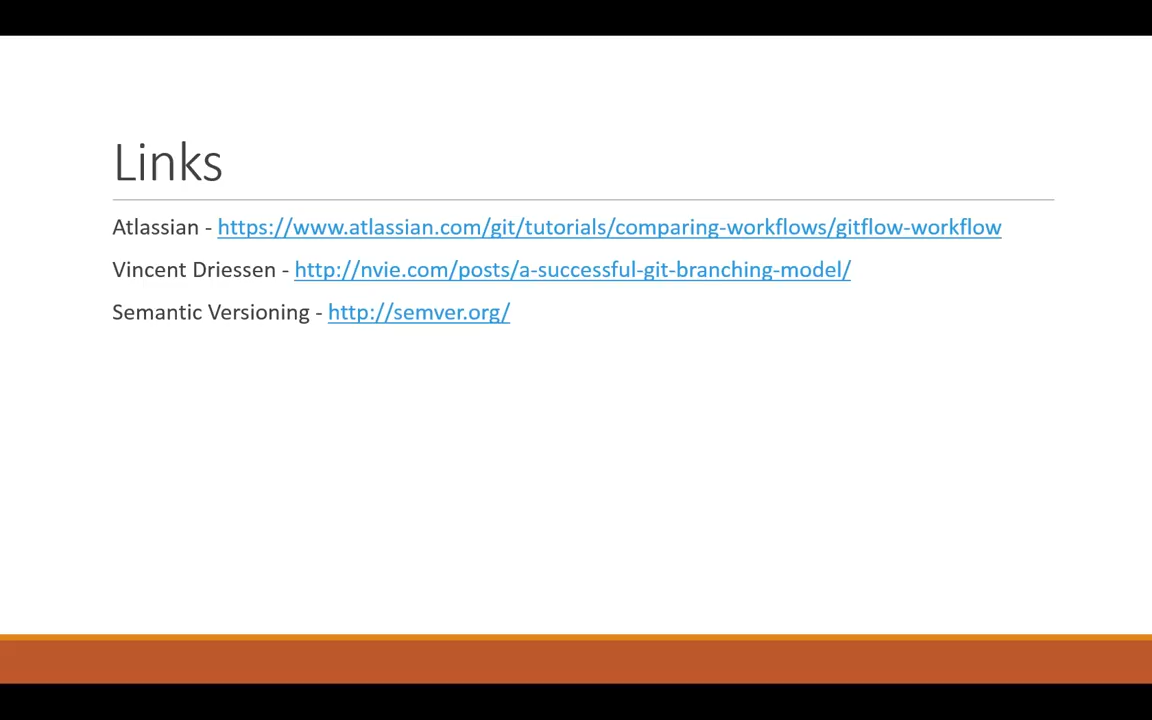 Links
Atlassian - https://www.atlassian.com/git/tutorials/comparing-workflows/gitflow-workflow
Vincent Driessen - http://nvie.com/posts/a-successful-git-branching-model/
Semantic Versioning - http://semver.org/